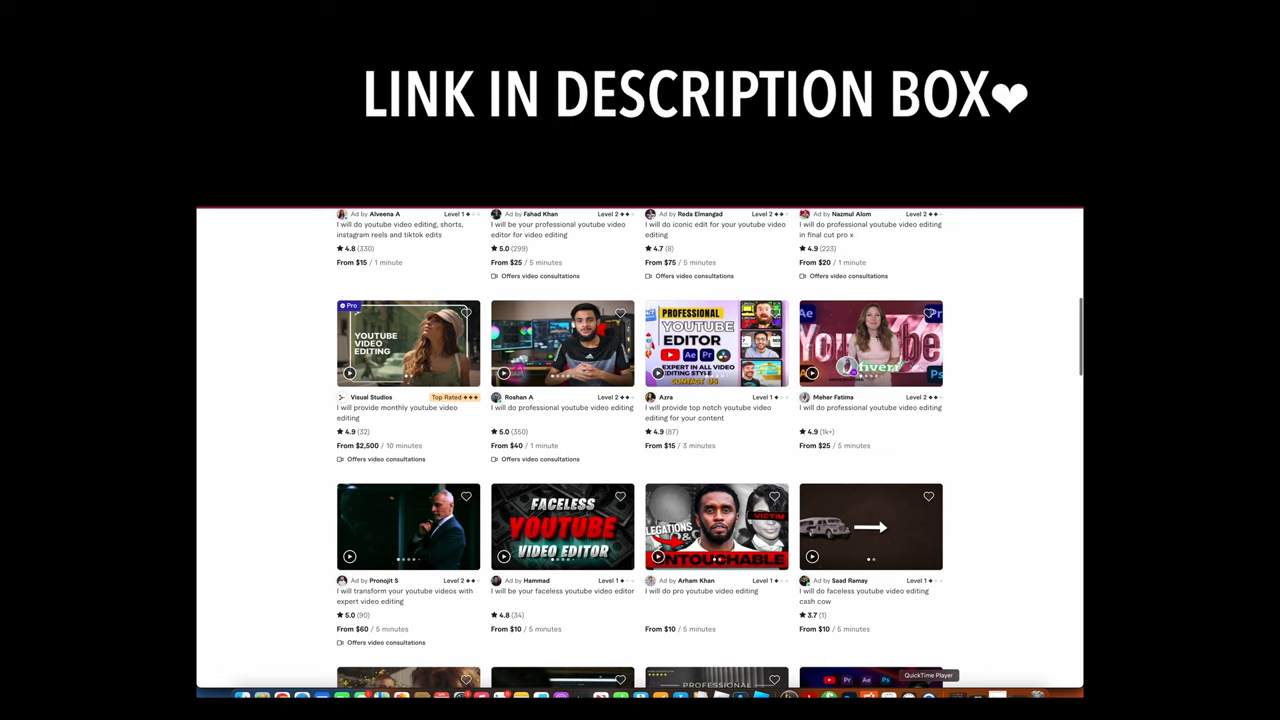 LINK IN DESCRIPTION BOX❤
Ad by Alveena A Level 1
I will do youtube video editing, shorts,
instagram reels and tiktok edits
4.8 (330)
From $15 / 1 minute
Ad by Fahad Khan Level 2
I will be your professional youtube video
editor for video editing
5.0 (299)
From $25 / 5 minutes
Offers video consultations
Ad by Reda Elmangad Level 2
I will do iconic edit for your youtube video
editing
4.7 (8)
From $75 / 5 minutes
Offers video consultations
Ad by Nazmul Alom Level 2
I will do professional youtube video editing
in final cut pro x
4.9 (223)
From $20 / 1 minute
Offers video consultations
Pro
YOUTUBE
VIDEO
EDITING
Visual Studios Top Rated
I will provide monthly youtube video
editing
4.9 (32)
From $2,500 / 10 minutes
Offers video consultations
Roshan A Level 2
I will do professional youtube video editing
5.0 (350)
From $40 / 1 minute
Offers video consultations
PROFESSIONAL
YOUTUBE
EDITOR
Ae Pr
EXPERT IN ALL VIDEO
EDITING STYLE
CONTACT US
Azra Level 1
I will provide top notch youtube video
editing for your content
4.9 (87)
From $15 / 3 minutes
Ae
YouTube
fiverr
Ps
Meher Fatima Level 2
I will do professional youtube video editing
4.9 (1k+)
From $25 / 5 minutes
Ad by Pronojit S Level 2
I will transform your youtube videos with
expert video editing
5.0 (90)
From $60 / 5 minutes
Offers video consultations
FACELESS
YOUTUBE
VIDEO EDITOR
Ad by Hammad Level 1
I will be your faceless youtube editor
4.8 (34)
From $10 / 5 minutes
LEGATIONS
VICTIM
UNTOUCHABLE
Ad by Arham Khan Level 1
I will do pro youtube video editing
From $10 / 5 minutes
Ad by Saad Ramay Level 1
I will do faceless youtube video editing
cash cow
3.7 (1)
From $10 / 5 minutes
PROFESSIONAL
Pr Ae Ps
QuickTime Player